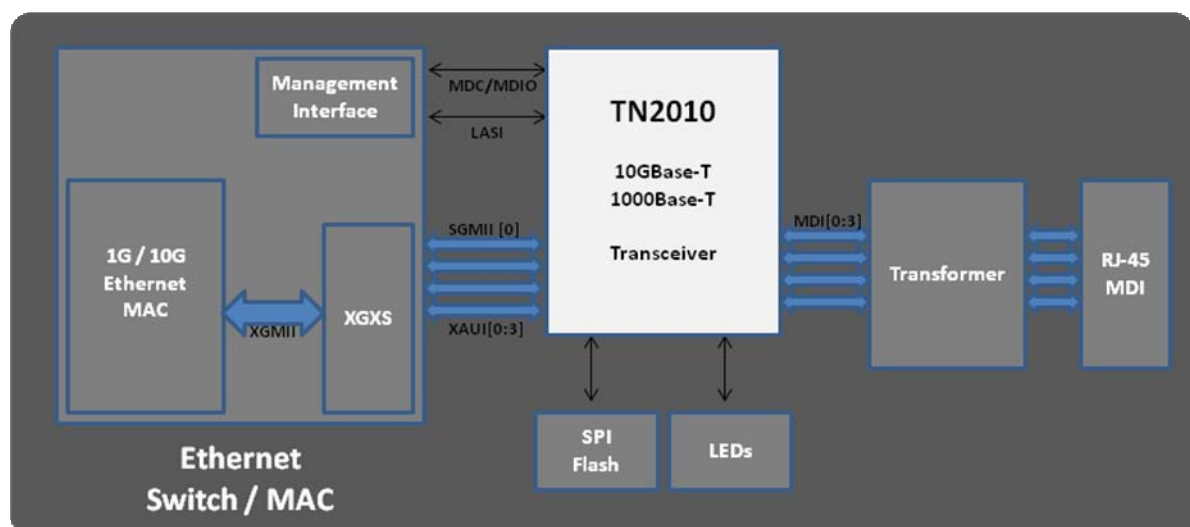 Management
Interface
MDC/MDIO
LASI
TN2010
10GBase-T
1000Base-T
Transceiver
1G / 10G
Ethernet
MAC
XGMII
XGXS
SGMII [0]
XAUI[0:3]
MDI[0:3]
Transformer
RJ-45
MDI
SPI
Flash
LEDs
Ethernet
Switch / MAC